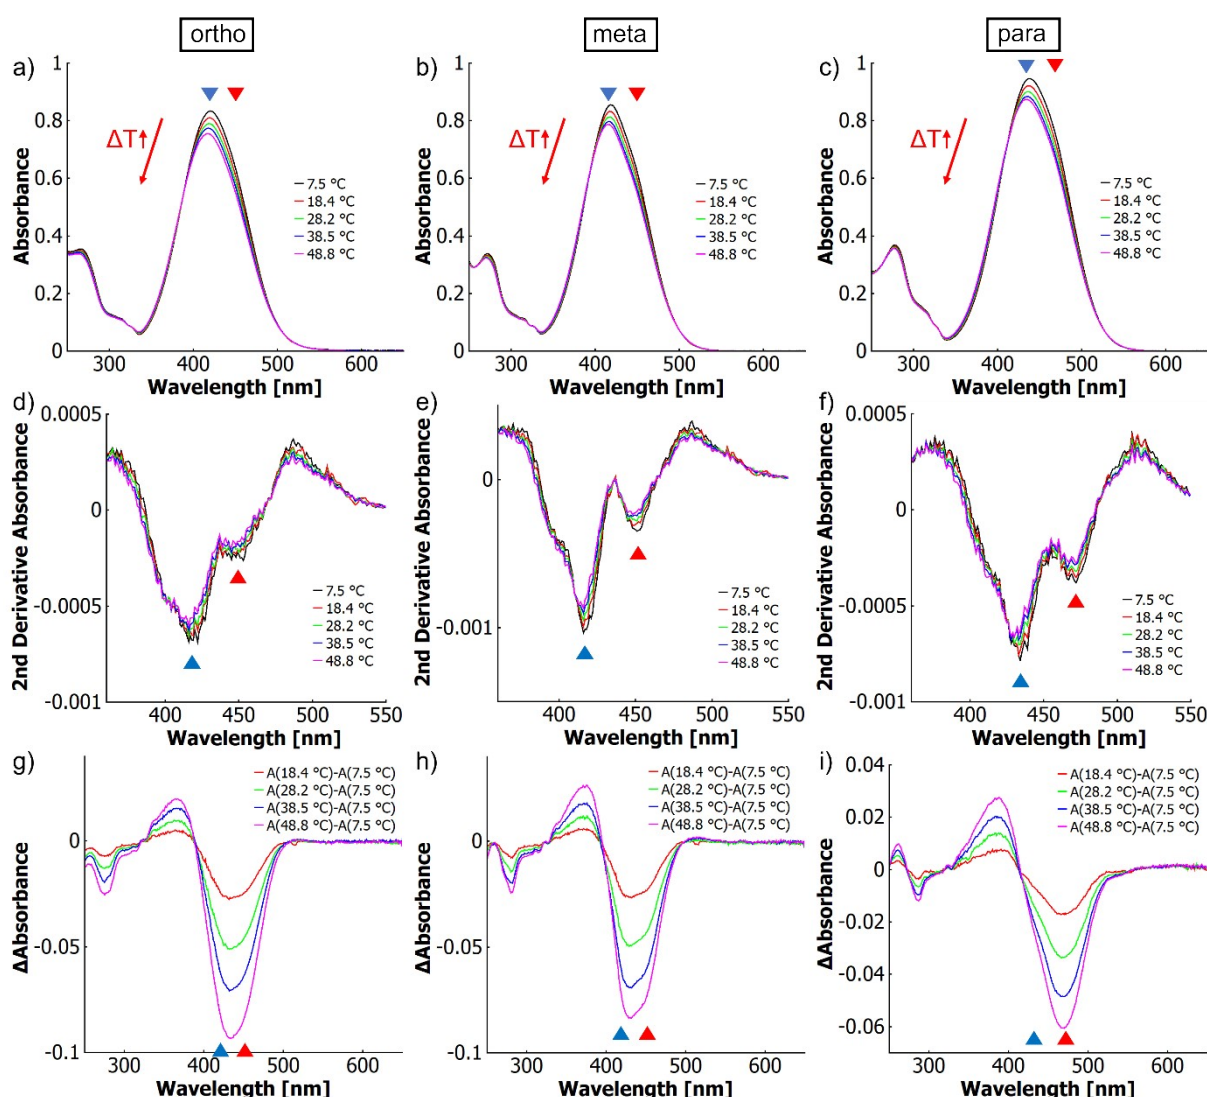 ortho
meta
para
a)
1
0.8
0.6
0.4
0.2
0
Absorbance
ΔT↑
7.5 °C
18.4 °C
28.2 °C
38.5 °C
48.8 °C
300 400 500 600
Wavelength [nm]
b)
1
0.8
0.6
0.4
0.2
0
Absorbance
ΔT↑
7.5 °C
18.4 °C
28.2 °C
38.5 °C
48.8 °C
300 400 500 600
Wavelength [nm]
c)
1
0.8
0.6
0.4
0.2
0
Absorbance
ΔT↑
7.5 °C
18.4 °C
28.2 °C
38.5 °C
48.8 °C
300 400 500 600
Wavelength [nm]
d)
0.0005
0
-0.0005
-0.001
2nd Derivative Absorbance
7.5 °C
18.4 °C
28.2 °C
38.5 °C
48.8 °C
400 450 500 550
Wavelength [nm]
e)
0
-0.001
2nd Derivative Absorbance
7.5 °C
18.4 °C
28.2 °C
38.5 °C
48.8 °C
400 450 500 550
Wavelength [nm]
f)
0.0005
0
-0.0005
-0.001
2nd Derivative Absorbance
7.5 °C
18.4 °C
28.2 °C
38.5 °C
48.8 °C
400 450 500 550
Wavelength [nm]
g)
0
-0.05
-0.1
ΔAbsorbance
A(18.4 °C)-A(7.5 °C)
A(28.2 °C)-A(7.5 °C)
A(38.5 °C)-A(7.5 °C)
A(48.8 °C)-A(7.5 °C)
300 400 500 600
Wavelength [nm]
h)
0
-0.05
-0.1
ΔAbsorbance
A(18.4 °C)-A(7.5 °C)
A(28.2 °C)-A(7.5 °C)
A(38.5 °C)-A(7.5 °C)
A(48.8 °C)-A(7.5 °C)
300 400 500 600
Wavelength [nm]
i)
0.04
0.02
0
-0.02
-0.04
-0.06
ΔAbsorbance
A(18.4 °C)-A(7.5 °C)
A(28.2 °C)-A(7.5 °C)
A(38.5 °C)-A(7.5 °C)
A(48.8 °C)-A(7.5 °C)
300 400 500 600
Wavelength [nm]